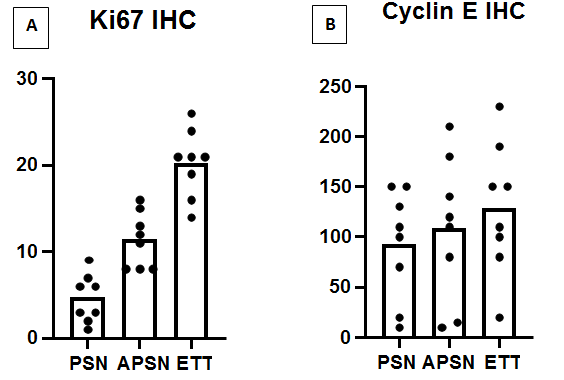 A
Ki67 IHC
30
20
10
0
PSN APSN ETT
B
Cyclin E IHC
250
200
150
100
50
0
PSN APSN ETT